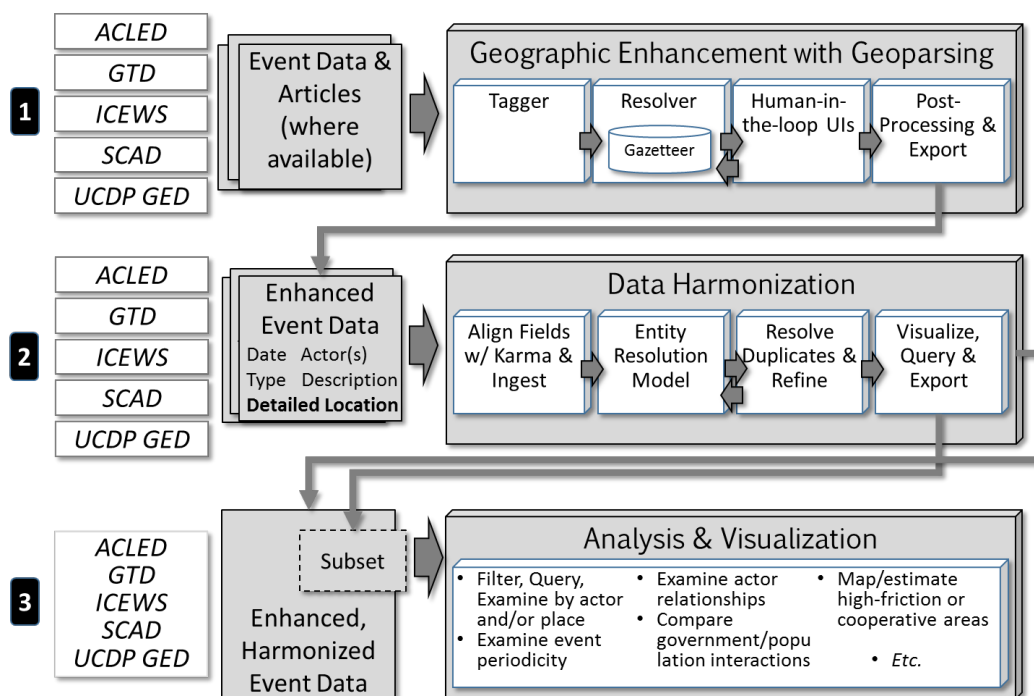 1
ACLED
GTD
ICEWS
SCAD
UCDP GED
Event Data &
Articles
(where
available)
Geographic Enhancement with Geoparsing
Tagger
Resolver
Gazetteer
Human-in-
the-loop UIs
Post-
Processing &
Export
2
ACLED
GTD
ICEWS
SCAD
UCDP GED
Enhanced
Event Data
Date Actor(s)
Type Description
Detailed Location
Data Harmonization
Align Fields
w/ Karma &
Ingest
Entity
Resolution
Model
Resolve
Duplicates &
Refine
Visualize,
Query &
Export
3
ACLED
GTD
ICEWS
SCAD
UCDP GED
Subset
Enhanced,
Harmonized
Event Data
Analysis & Visualization
• Filter, Query,
Examine by actor
and/or place
• Examine event
periodicity
• Examine actor
relationships
• Compare
government/popu
lation interactions
• Map/estimate
high-friction or
cooperative areas
• Etc.